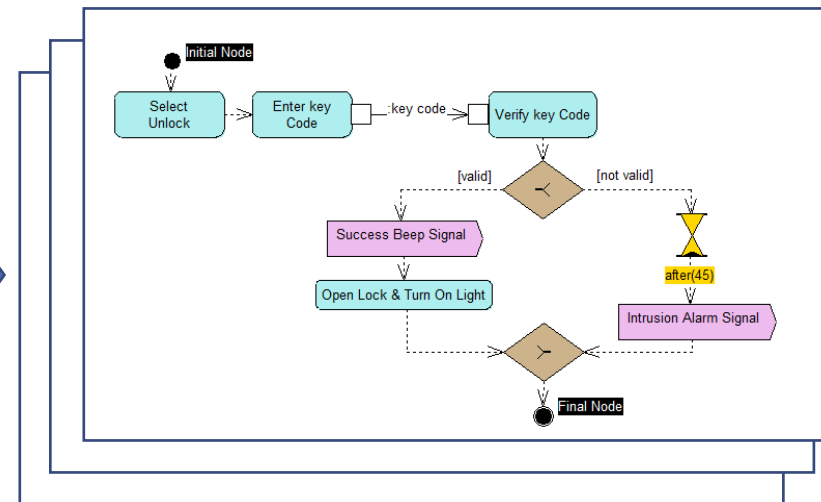 Initial Node
Select
Unlock
Enter key
Code
:key code
Verify key Code
[valid]
[not valid]
Success Beep Signal
after(45)
Open Lock & Turn On Light
Intrusion Alarm Signal
Final Node